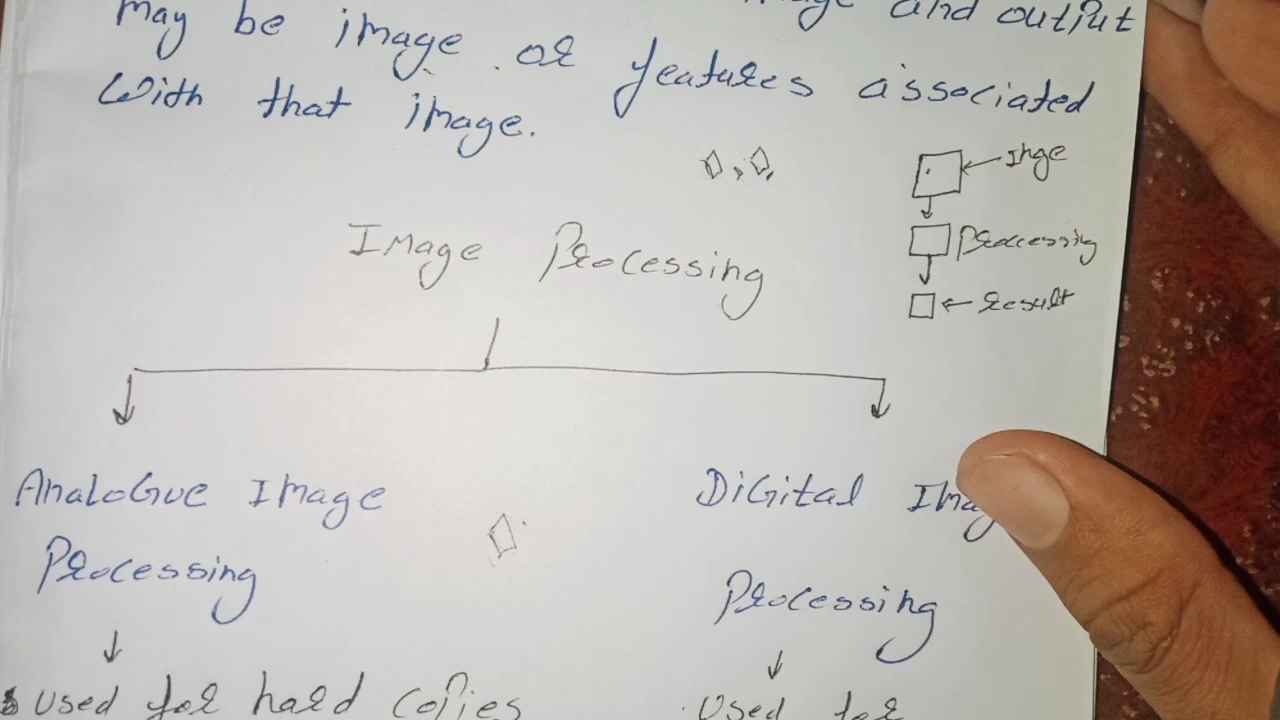 may be image or features associated
with that image.
Imge
Processing
result
Image Processing
Analogue Image
Processing
Digital
Processing
Used for hard copies
Used for